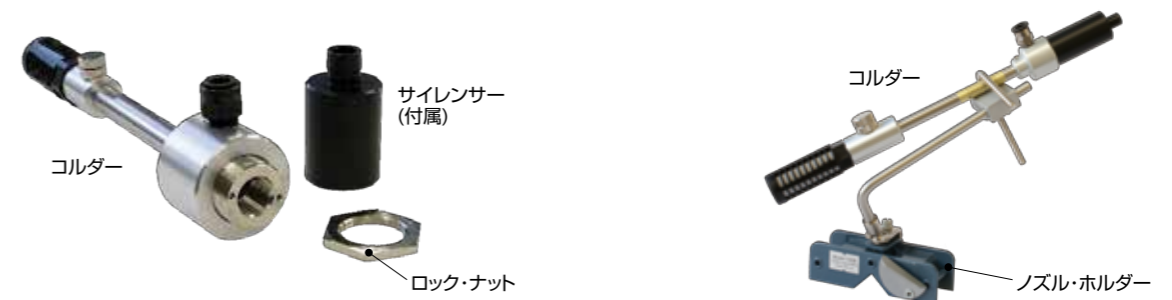 コルダー
サイレンサー
(付属)
ロック・ナット
コルダー
ノズル・ホルダー